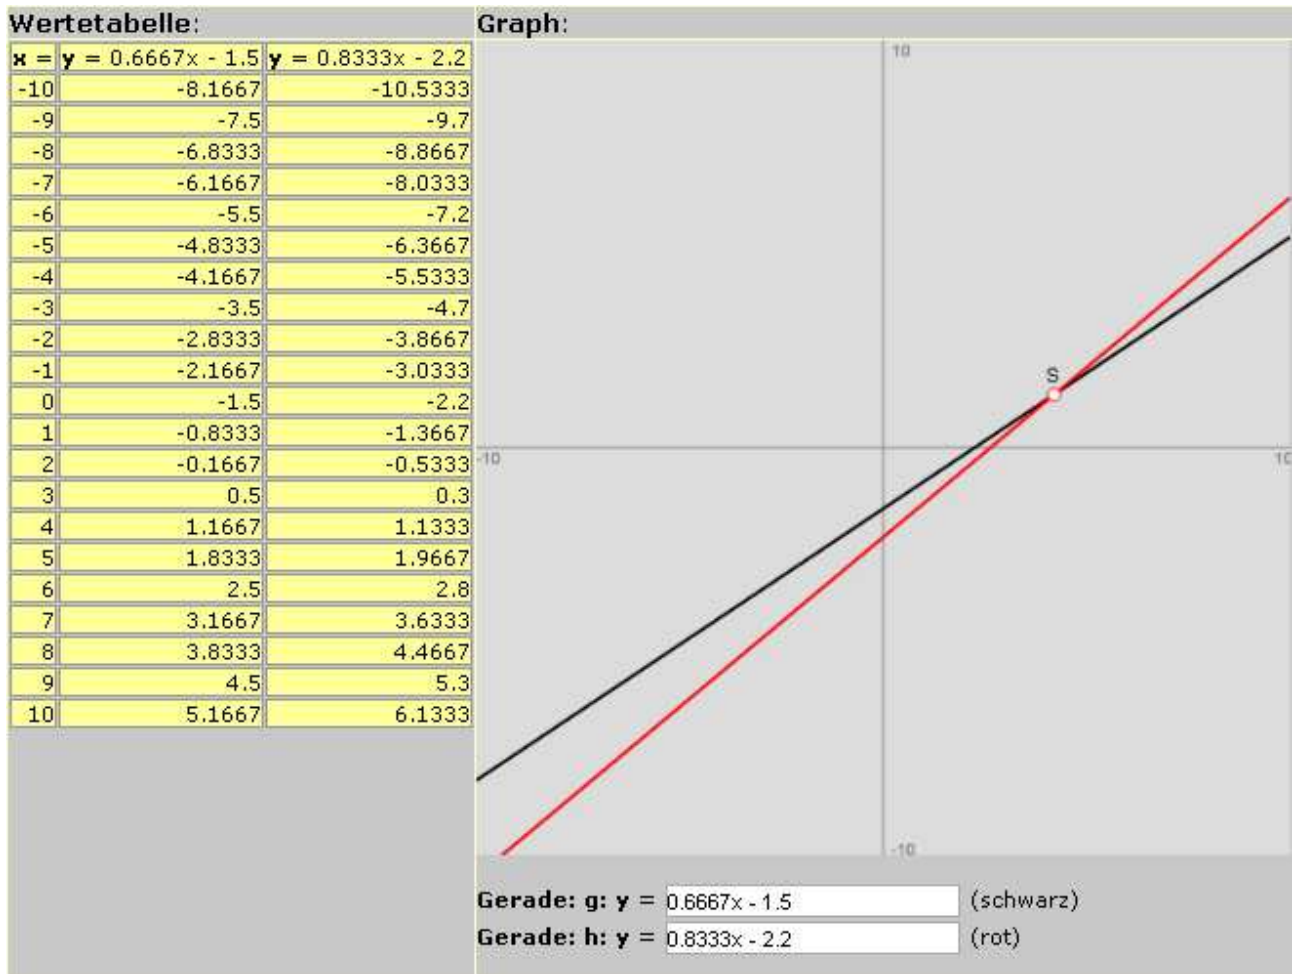 Wertetabelle:
x = y = 0.6667x - 1.5 y = 0.8333x - 2.2
-10 -8.1667 -10.5333
-9 -7.5 -9.7
-8 -6.8333 -8.8667
-7 -6.1667 -8.0333
-6 -5.5 -7.2
-5 -4.8333 -6.3667
-4 -4.1667 -5.5333
-3 -3.5 -4.7
-2 -2.8333 -3.8667
-1 -2.1667 -3.0333
0 -1.5 -2.2
1 -0.8333 -1.3667
2 -0.1667 -0.5333
3 0.5 0.3
4 1.1667 1.1333
5 1.8333 1.9667
6 2.5 2.8
7 3.1667 3.6333
8 3.8333 4.4667
9 4.5 5.3
10 5.1667 6.1333
Graph:
10
S
-10 10
-10
Gerade: g: y = 0.6667x - 1.5 (schwarz)
Gerade: h: y = 0.8333x - 2.2 (rot)